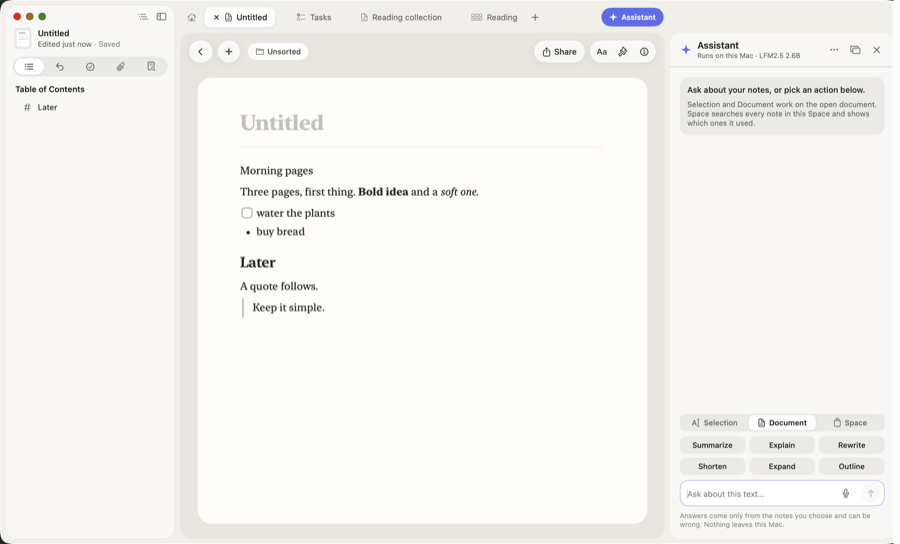 Untitled
Edited just now · Saved
Table of Contents
# Later
Untitled
Tasks
Reading collection
Reading
Assistant
Unsorted
Share
Aa
Untitled
Morning pages
Three pages, first thing. Bold idea and a soft one.
water the plants
• buy bread
Later
A quote follows.
Keep it simple.
Assistant
Runs on this Mac · LFM2.5 2.6B
Ask about your notes, or pick an action below.
Selection and Document work on the open document.
Space searches every note in this Space and shows
which ones it used.
Selection
Document
Space
Summarize
Explain
Rewrite
Shorten
Expand
Outline
Ask about this text...
Answers come only from the notes you choose and can be
wrong. Nothing leaves this Mac.